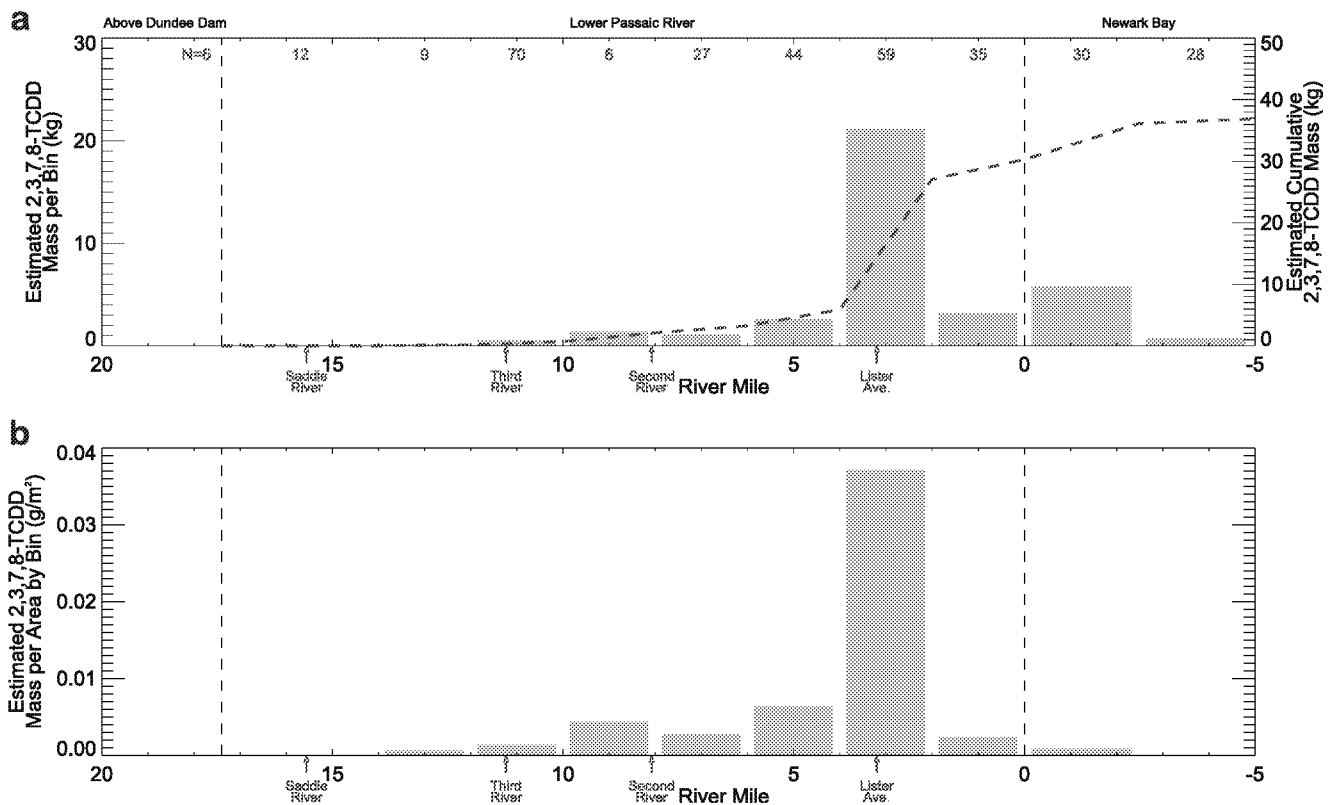 a
Above Dundee Dam
Lower Passaic River
Newark Bay
N=6 12 9 70 6 27 44 59 35 30 28
Estimated 2,3,7,8-TCDD
Mass per Bin (kg)
30
20
10
0
50
40
30
20
10
0
Estimated Cumulative
2,3,7,8-TCDD Mass (kg)
20 15 10 5 0 -5
Saddle
River
Third
River
Second
River
Lister
Ave.
River Mile
b
Estimated 2,3,7,8-TCDD
Mass per Area by Bin (g/m²)
0.04
0.03
0.02
0.01
0.00
20 15 10 5 0 -5
Saddle
River
Third
River
Second
River
Lister
Ave.
River Mile